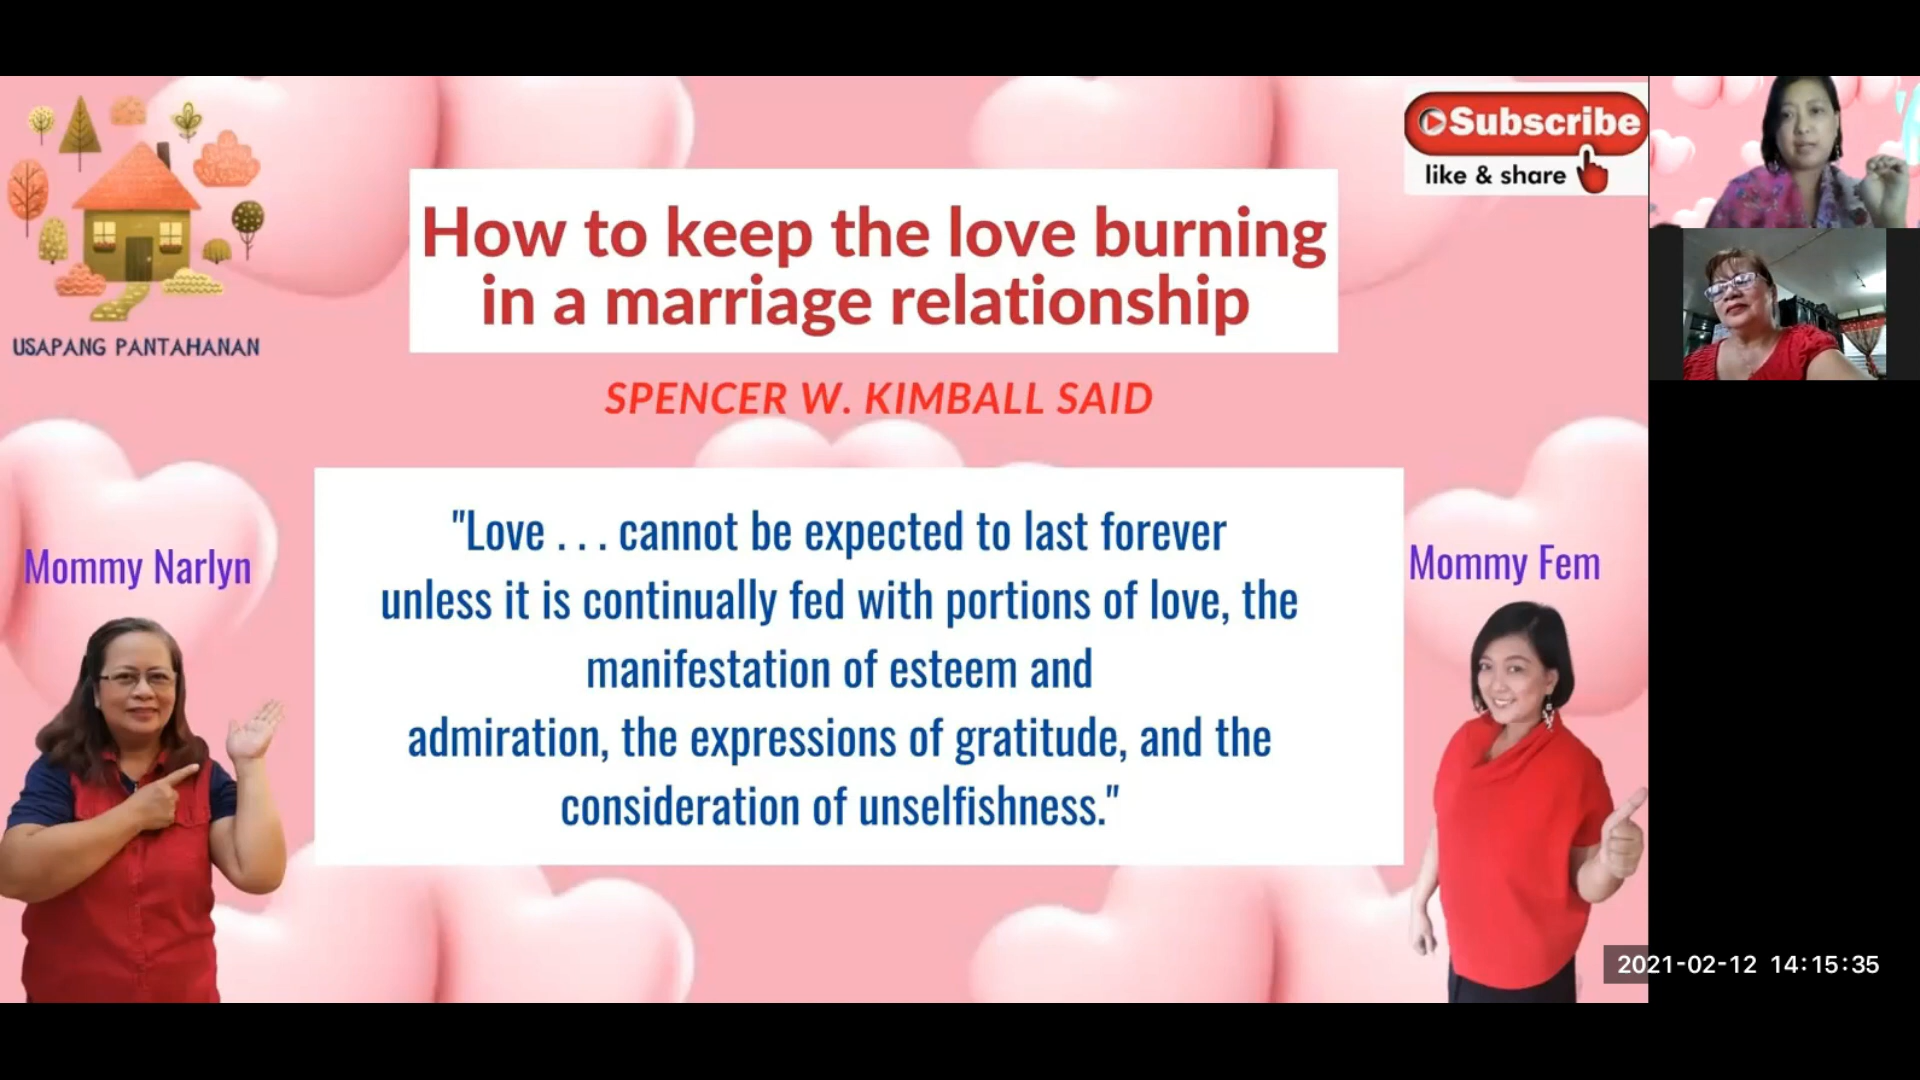 Subscribe
like & share
How to keep the love burning
in a marriage relationship
USAPANG PANTAHANAN
SPENCER W. KIMBALL SAID
"Love . . . cannot be expected to last forever
unless it is continually fed with portions of love, the
manifestation of esteem and
admiration, the expressions of gratitude, and the
consideration of unselfishness."
Mommy Narlyn
Mommy Fem
2021-02-12 14:15:35